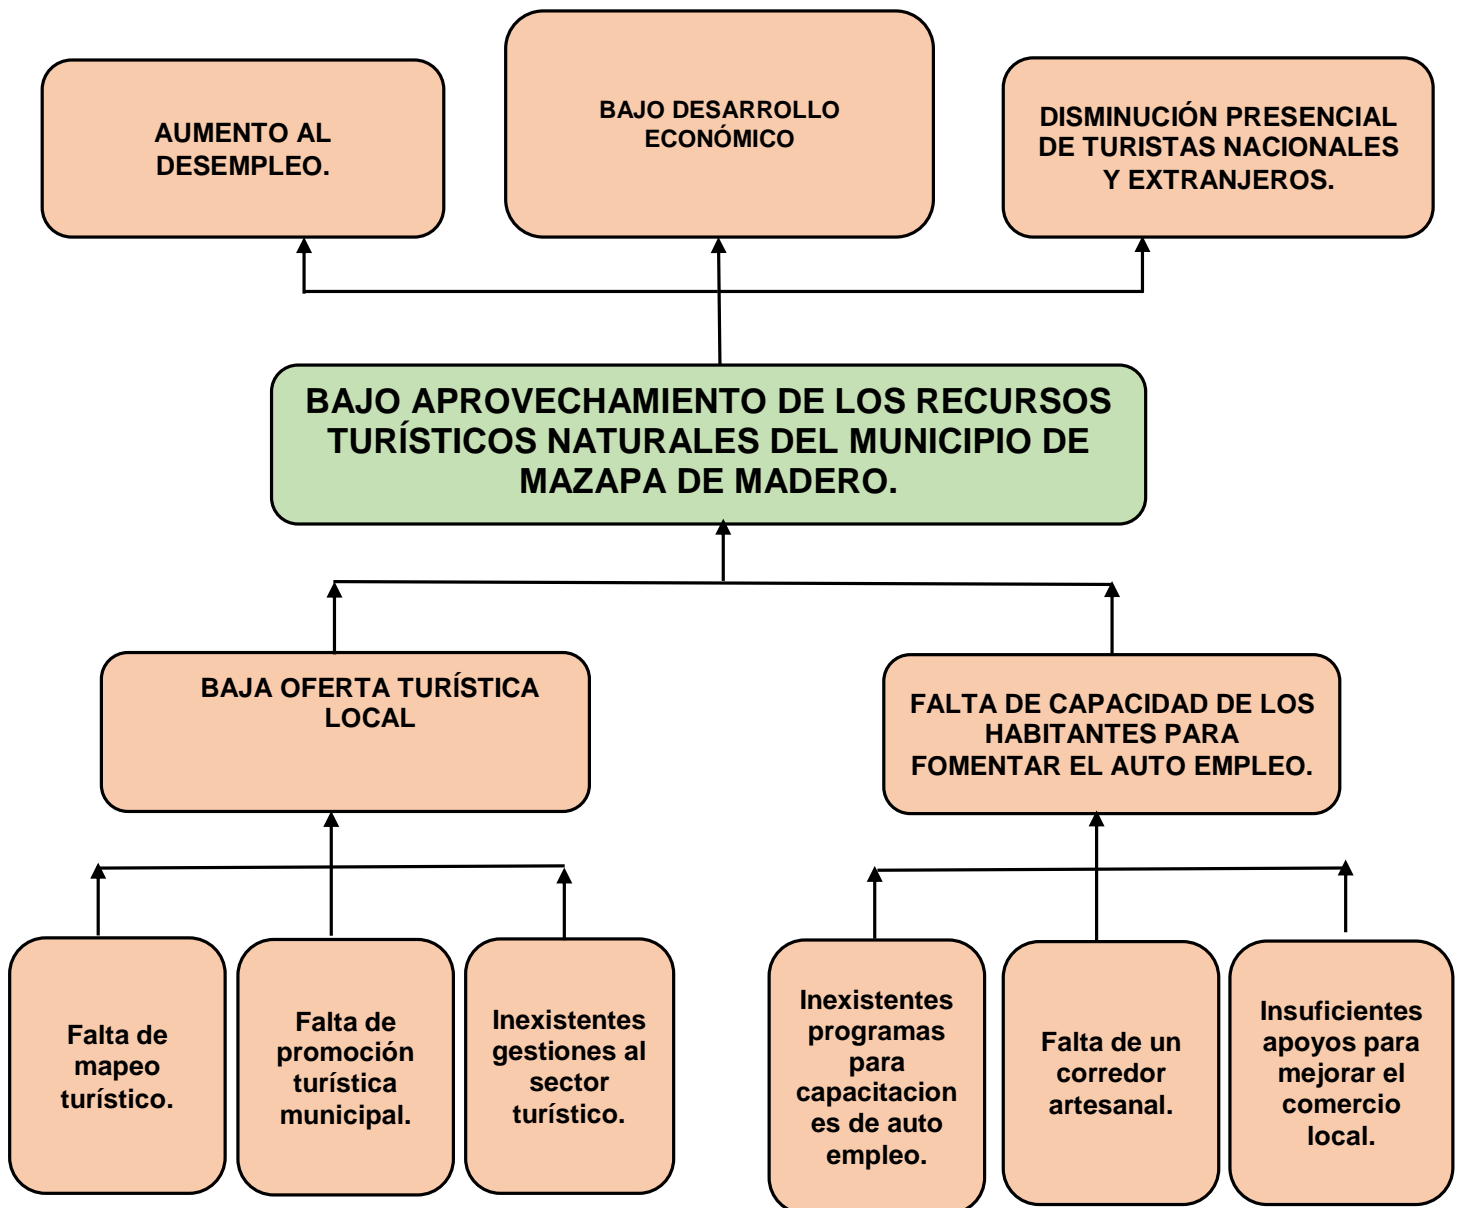 AUMENTO AL
DESEMPLEO.
BAJO DESARROLLO
ECONÓMICO
DISMINUCIÓN PRESENCIAL
DE TURISTAS NACIONALES
Y EXTRANJEROS.
BAJO APROVECHAMIENTO DE LOS RECURSOS
TURÍSTICOS NATURALES DEL MUNICIPIO DE
MAZAPA DE MADERO.
BAJA OFERTA TURÍSTICA
LOCAL
FALTA DE CAPACIDAD DE LOS
HABITANTES PARA
FOMENTAR EL AUTO EMPLEO.
Falta de
mapeo
turístico.
Falta de
promoción
turística
municipal.
Inexistentes
gestiones al
sector
turístico.
Inexistentes
programas
para
capacitacion
es de auto
empleo.
Falta de un
corredor
artesanal.
Insuficientes
apoyos para
mejorar el
comercio
local.